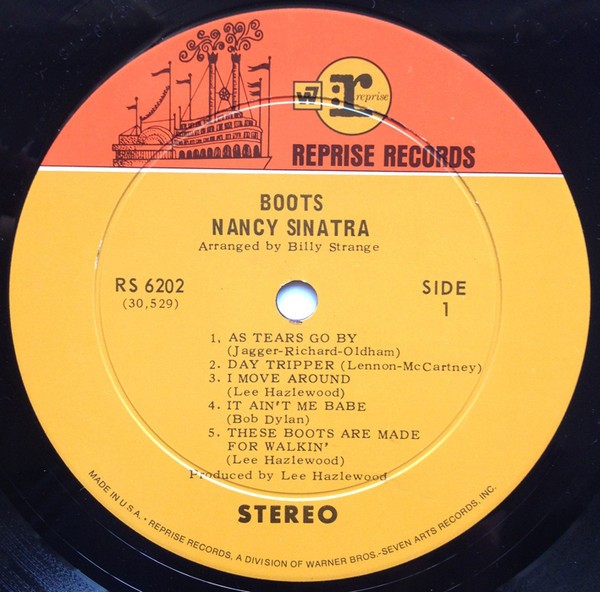 W7 :r reprise
REPRISE RECORDS
BOOTS
NANCY SINATRA
Arranged by Billy Strange
RS 6202
(30,529)
SIDE
1
1. AS TEARS GO BY
(Jagger-Richard-Oldham)
2. DAY TRIPPER (Lennon-McCartney)
3. I MOVE AROUND
(Lee Hazlewood)
4. IT AIN'T ME BABE
(Bob Dylan)
5. THESE BOOTS ARE MADE
FOR WALKIN'
(Lee Hazlewood)
Produced by Lee Hazlewood
STEREO
MADE IN U.S.A. • REPRISE RECORDS, A DIVISION OF WARNER BROS.-SEVEN ARTS RECORDS, INC.